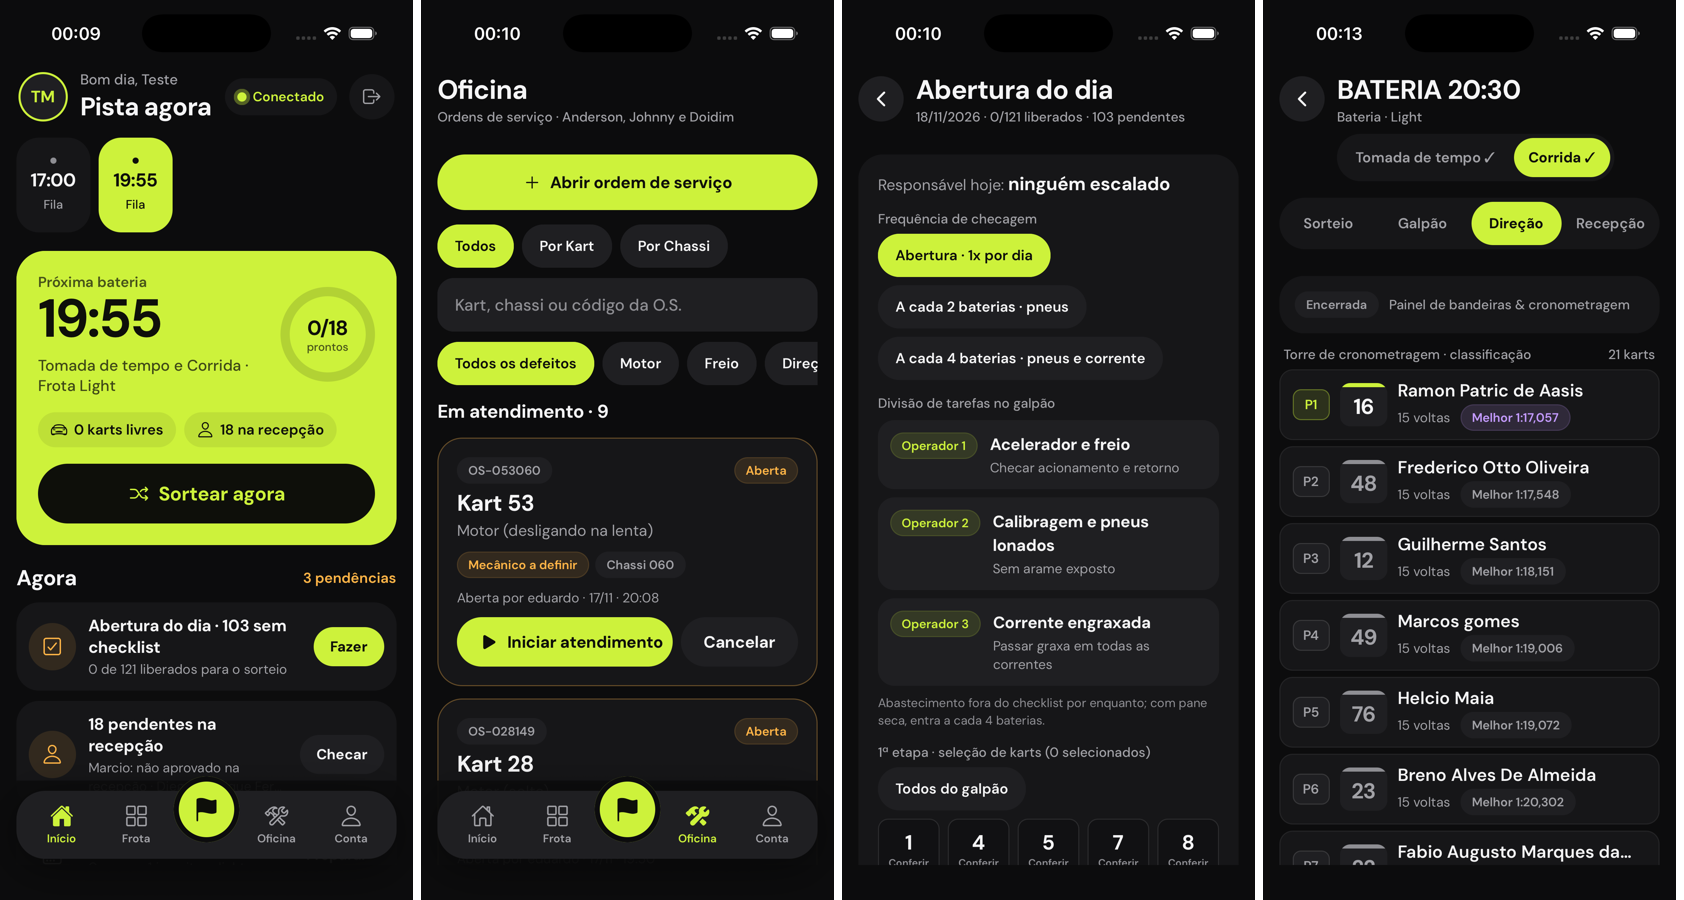 00:09
TM
Bom dia, Teste
Pista agora
Conectado
17:00
Fila
19:55
Fila
Próxima bateria
19:55
0/18
prontos
Tomada de tempo e Corrida ·
Frota Light
0 karts livres
18 na recepção
Sortear agora
Agora
3 pendências
Abertura do dia · 103 sem
checklist
0 de 121 liberados para o sorteio
Fazer
18 pendentes na
recepção
Marcio: não aprovado na
Checar
Início
Frota
Oficina
Conta
00:10
Oficina
Ordens de serviço · Anderson, Johnny e Doidim
+ Abrir ordem de serviço
Todos
Por Kart
Por Chassi
Kart, chassi ou código da O.S.
Todos os defeitos
Motor
Freio
Direç
Em atendimento · 9
OS-053060
Aberta
Kart 53
Motor (desligando na lenta)
Mecânico a definir
Chassi 060
Aberta por eduardo · 17/11 · 20:08
Iniciar atendimento
Cancelar
OS-028149
Aberta
Kart 28
Início
Frota
Oficina
Conta
00:10
Abertura do dia
18/11/2026 · 0/121 liberados · 103 pendentes
Responsável hoje: ninguém escalado
Frequência de checagem
Abertura · 1x por dia
A cada 2 baterias · pneus
A cada 4 baterias · pneus e corrente
Divisão de tarefas no galpão
Operador 1
Acelerador e freio
Checar acionamento e retorno
Operador 2
Calibragem e pneus
lonados
Sem arame exposto
Operador 3
Corrente engraxada
Passar graxa em todas as
correntes
Abastecimento fora do checklist por enquanto; com pane
seca, entra a cada 4 baterias.
1ª etapa · seleção de karts (0 selecionados)
Todos do galpão
1
Conferir
4
Conferir
5
Conferir
7
Conferir
8
Conferir
00:13
BATERIA 20:30
Bateria · Light
Tomada de tempo ✓
Corrida ✓
Sorteio
Galpão
Direção
Recepção
Encerrada
Painel de bandeiras & cronometragem
Torre de cronometragem · classificação
21 karts
P1
16
Ramon Patric de Aasis
15 voltas
Melhor 1:17,057
P2
48
Frederico Otto Oliveira
15 voltas
Melhor 1:17,548
P3
12
Guilherme Santos
15 voltas
Melhor 1:18,151
P4
49
Marcos gomes
15 voltas
Melhor 1:19,006
P5
76
Helcio Maia
15 voltas
Melhor 1:19,072
P6
23
Breno Alves De Almeida
15 voltas
Melhor 1:20,302
Fabio Augusto Marques da...